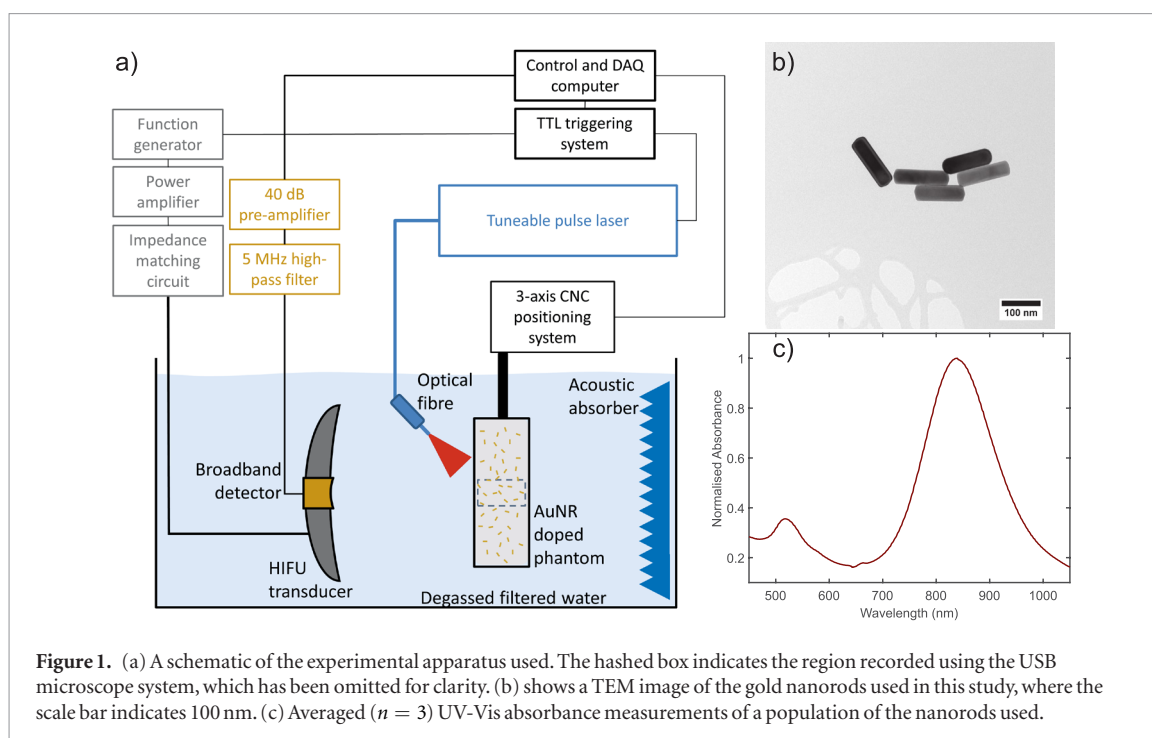 a)
Control and DAQ
computer
Function
generator
TTL triggering
system
Power
amplifier
40 dB
pre-amplifier
Tuneable pulse laser
Impedance
matching
circuit
5 MHz high-
pass filter
3-axis CNC
positioning
system
Optical
fibre
Acoustic
absorber
Broadband
detector
AuNR
doped
phantom
HIFU
transducer
Degassed filtered water
b)
100 nm
c)
Normalised Absorbance
1
0.8
0.6
0.4
0.2
500 600 700 800 900 1000
Wavelength (nm)
Figure 1. (a) A schematic of the experimental apparatus used. The hashed box indicates the region recorded using the USB
microscope system, which has been omitted for clarity. (b) shows a TEM image of the gold nanorods used in this study, where the
scale bar indicates 100 nm. (c) Averaged (n = 3) UV-Vis absorbance measurements of a population of the nanorods used.